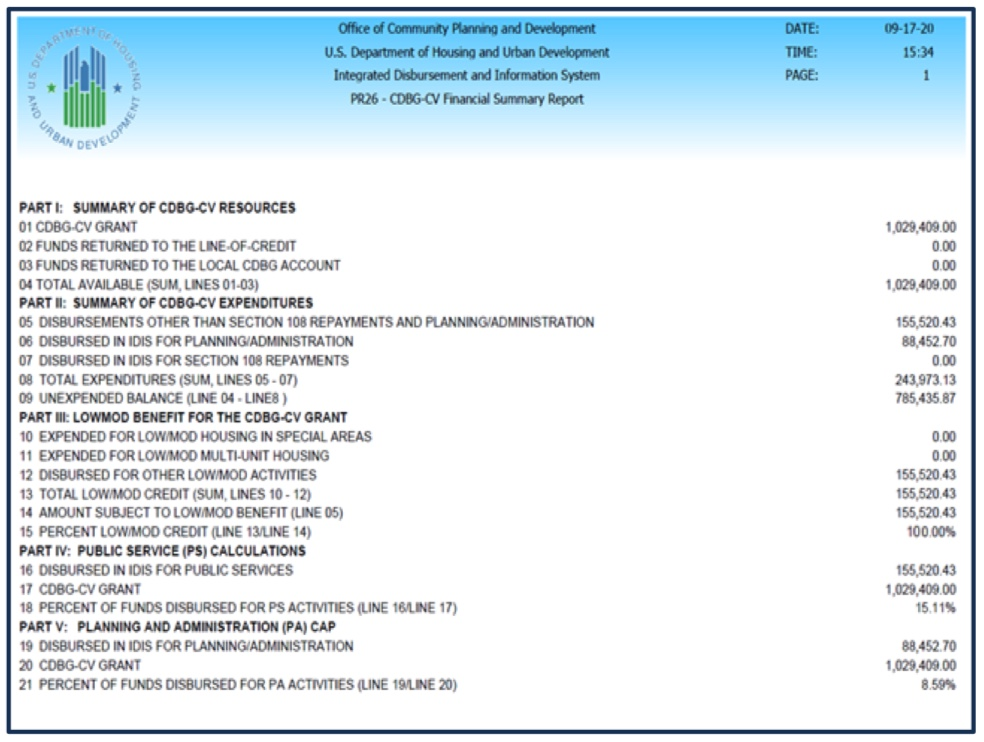 U.S. DEPARTMENT OF HOUSING AND URBAN DEVELOPMENT
Office of Community Planning and Development
DATE: 09-17-20
U.S. Department of Housing and Urban Development
TIME: 15:34
Integrated Disbursement and Information System
PAGE: 1
PR26 - CDBG-CV Financial Summary Report
PART I: SUMMARY OF CDBG-CV RESOURCES
01 CDBG-CV GRANT 1,029,409.00
02 FUNDS RETURNED TO THE LINE-OF-CREDIT 0.00
03 FUNDS RETURNED TO THE LOCAL CDBG ACCOUNT 0.00
04 TOTAL AVAILABLE (SUM, LINES 01-03) 1,029,409.00
PART II: SUMMARY OF CDBG-CV EXPENDITURES
05 DISBURSEMENTS OTHER THAN SECTION 108 REPAYMENTS AND PLANNING/ADMINISTRATION 155,520.43
06 DISBURSED IN IDIS FOR PLANNING/ADMINISTRATION 88,452.70
07 DISBURSED IN IDIS FOR SECTION 108 REPAYMENTS 0.00
08 TOTAL EXPENDITURES (SUM, LINES 05 - 07) 243,973.13
09 UNEXPENDED BALANCE (LINE 04 - LINE8 ) 785,435.87
PART III: LOWMOD BENEFIT FOR THE CDBG-CV GRANT
10 EXPENDED FOR LOW/MOD HOUSING IN SPECIAL AREAS 0.00
11 EXPENDED FOR LOW/MOD MULTI-UNIT HOUSING 0.00
12 DISBURSED FOR OTHER LOW/MOD ACTIVITIES 155,520.43
13 TOTAL LOW/MOD CREDIT (SUM, LINES 10 - 12) 155,520.43
14 AMOUNT SUBJECT TO LOW/MOD BENEFIT (LINE 05) 155,520.43
15 PERCENT LOW/MOD CREDIT (LINE 13/LINE 14) 100.00%
PART IV: PUBLIC SERVICE (PS) CALCULATIONS
16 DISBURSED IN IDIS FOR PUBLIC SERVICES 155,520.43
17 CDBG-CV GRANT 1,029,409.00
18 PERCENT OF FUNDS DISBURSED FOR PS ACTIVITIES (LINE 16/LINE 17) 15.11%
PART V: PLANNING AND ADMINISTRATION (PA) CAP
19 DISBURSED IN IDIS FOR PLANNING/ADMINISTRATION 88,452.70
20 CDBG-CV GRANT 1,029,409.00
21 PERCENT OF FUNDS DISBURSED FOR PA ACTIVITIES (LINE 19/LINE 20) 8.59%